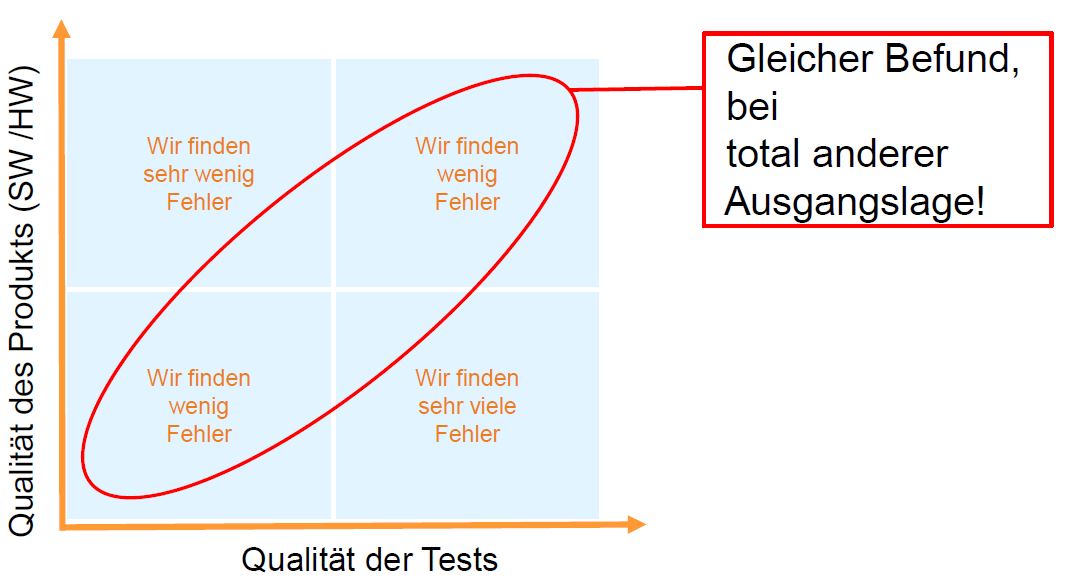 Qualität des Produkts (SW /HW)
Wir finden
sehr wenig
Fehler
Wir finden
wenig
Fehler
Wir finden
wenig
Fehler
Wir finden
sehr viele
Fehler
Qualität der Tests
Gleicher Befund,
bei
total anderer
Ausgangslage!